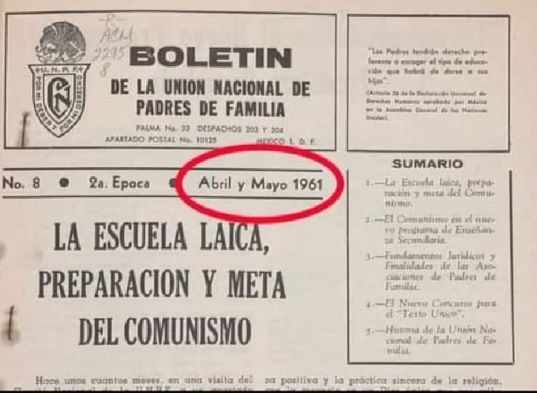 -R-
ABM
2295
8
U. N. P. F.
BOLETIN
DE LA UNION NACIONAL DE
PADRES DE FAMILIA
PALMA No. 33 DESPACHOS 203 Y 204
APARTADO POSTAL No. 10125 MEXICO 1, D. F.
"Los Padres tendrán derecho pre-
ferente a escoger el tipo de educa-
ción que habrá de darse a sus
hijos".
(Artículo 26 de la Declaración Universal de
Derechos Humanos aprobada por México
en la Asamblea General de las Naciones
Unidas)
No. 8 • 2a. Epoca • Abril y Mayo 1961
LA ESCUELA LAICA,
PREPARACION Y META
DEL COMUNISMO
SUMARIO
1.—La Escuela laica, prepa-
ración y meta del Comu-
nismo.
2.—El Comunismo en el nue-
vo programa de Enseñan-
za Secundaria.
3.—Fundamentos Jurídicos y
Finalidades de las Aso-
ciaciones de Padres de
Familia.
4.—El Nuevo Concurso para
el "Texto Unico".
5.—Historia de la Unión Na-
cional de Padres de Fa-
milia.
Hace unos cuantos meses, en una visita del
za positiva y la práctica sincera de la religión,